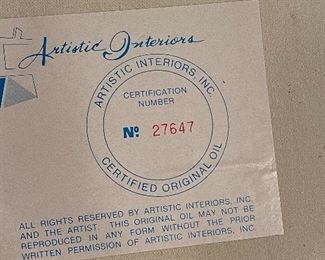 Artistic Interiors
ARTISTIC INTERIORS, INC.
CERTIFICATION
NUMBER
No 27647
CERTIFIED ORIGINAL OIL
ALL RIGHTS RESERVED BY ARTISTIC INTERIORS, INC,
AND THE ARTIST. THIS ORIGINAL OIL MAY NOT BE
REPRODUCED IN ANY FORM WITHOUT THE PRIOR
WRITTEN PERMISSION OF ARTISTIC INTERIORS, INC.